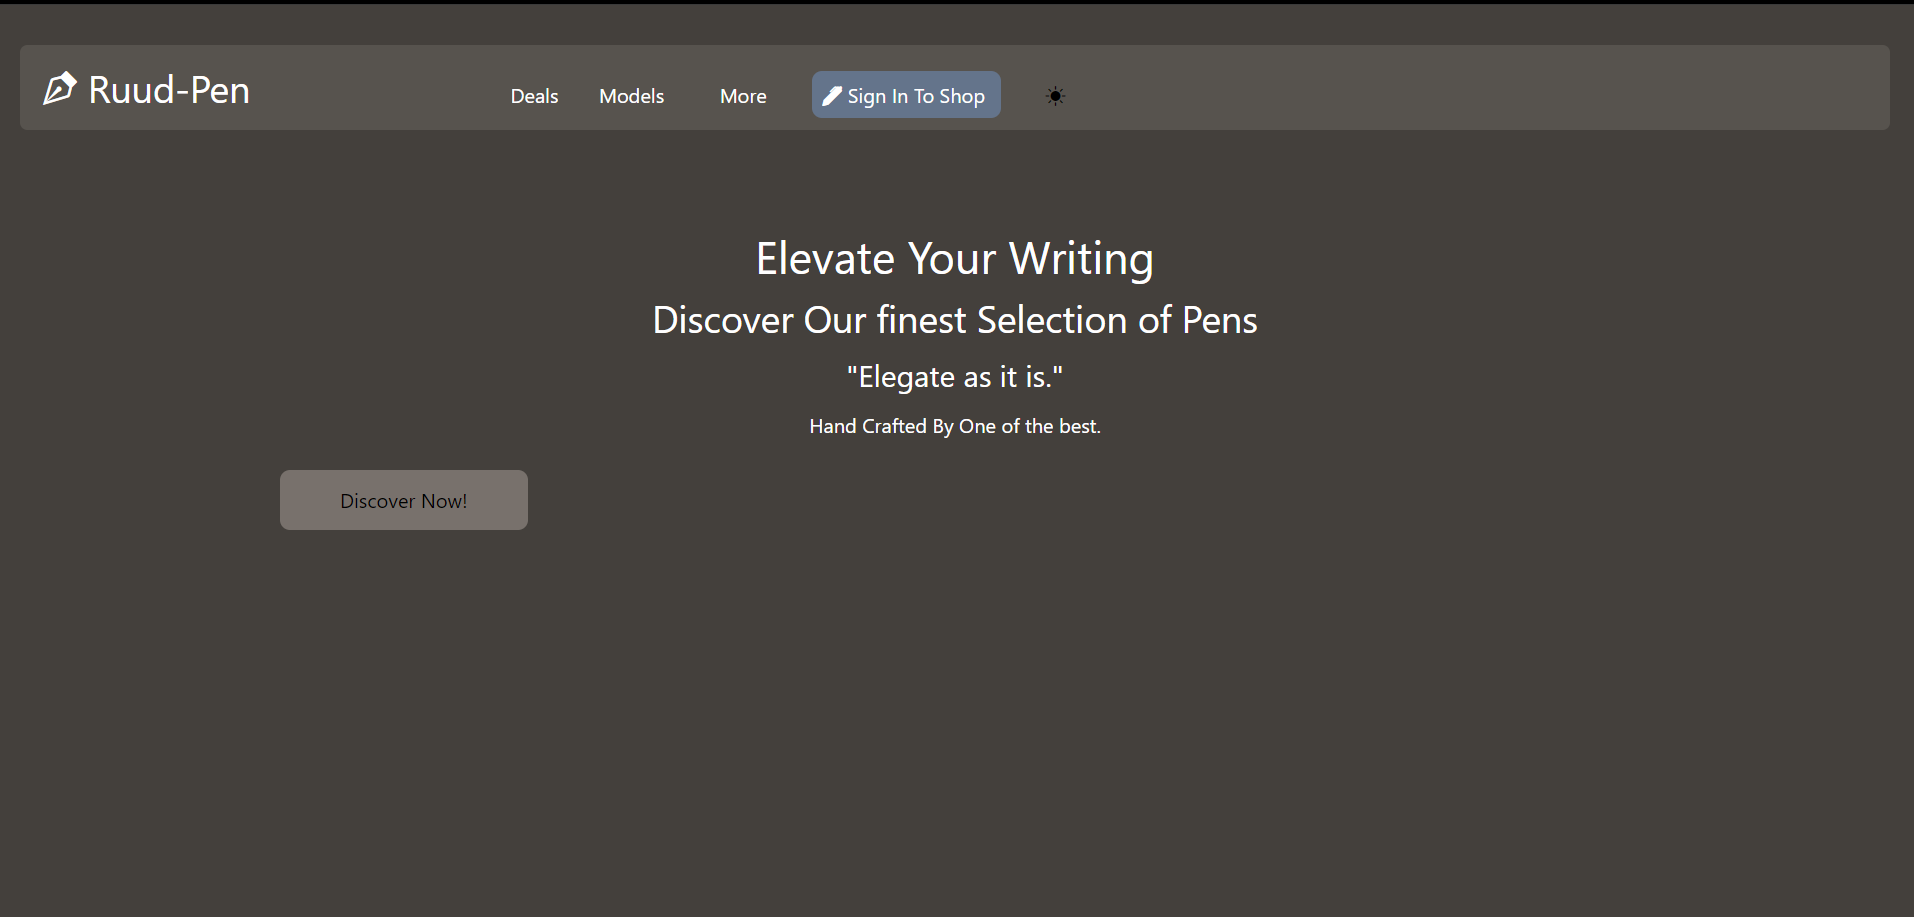 Ruud-Pen
Deals Models More Sign In To Shop
Elevate Your Writing
Discover Our finest Selection of Pens
"Elegate as it is."
Hand Crafted By One of the best.
Discover Now!